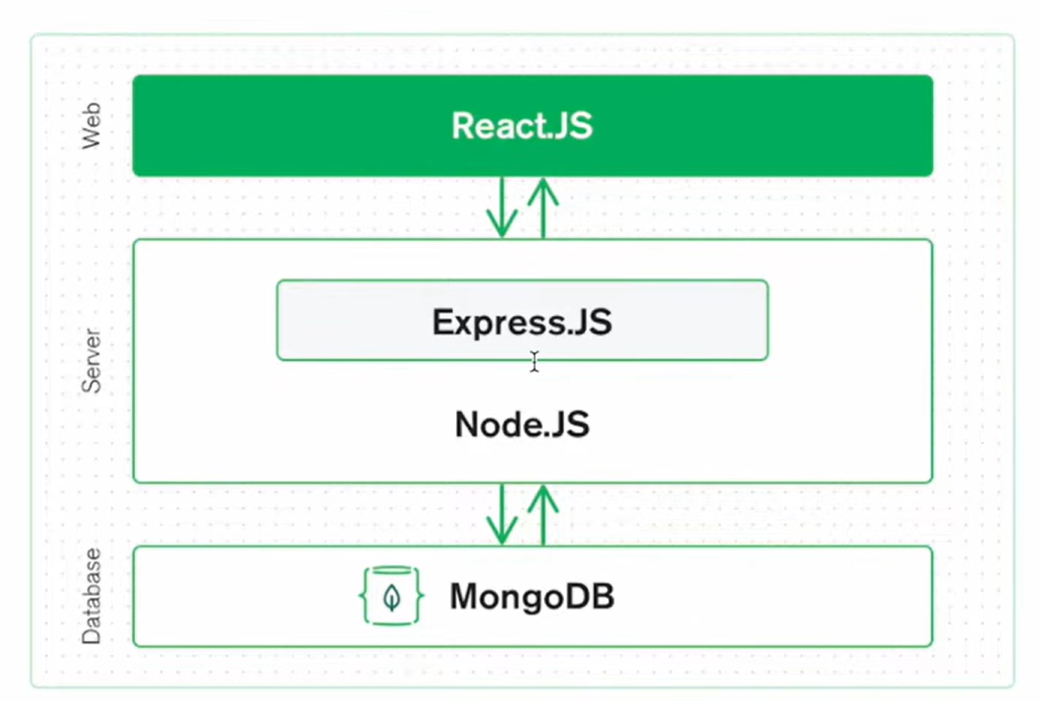 Web
React.JS
Server
Express.JS
Node.JS
Database
MongoDB